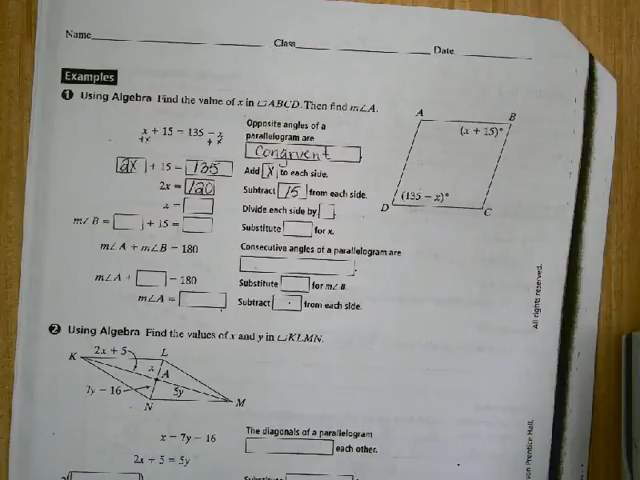 Name Class Date
Examples
1 Using Algebra Find the value of x in ▱ABCD. Then find m∠A.
x + 15 = 135 − x
+x +x
Opposite angles of a
parallelogram are
congruent.
2x + 15 = 135
Add x to each side.
2x = 120
Subtract 15 from each side.
x =
Divide each side by
m∠B = + 15 =
Substitute for x.
m∠A + m∠B = 180
Consecutive angles of a parallelogram are
m∠A + = 180
Substitute for m∠B.
m∠A =
Subtract from each side.
A
B
(x + 15)°
(135 − x)°
D
C
All rights reserved.
2 Using Algebra Find the values of x and y in ▱KLMN.
K
2x + 5
L
x
A
7y − 16
5y
N
M
x = 7y − 16
The diagonals of a parallelogram
each other.
2x + 5 = 5y
Prentice Hall.